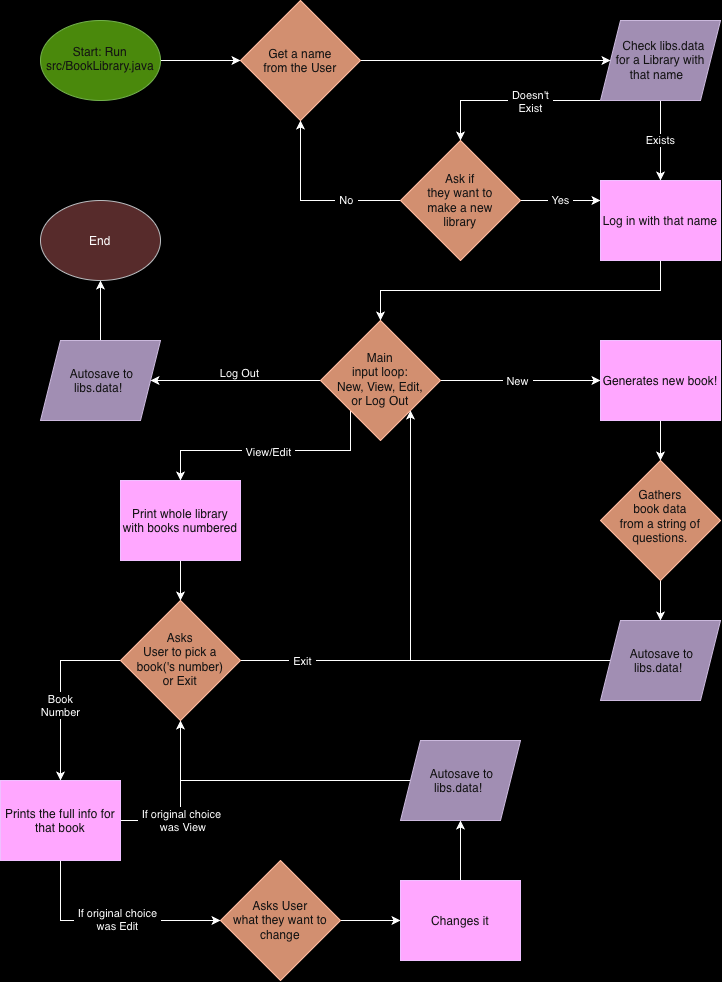 Start: Run
src/BookLibrary.java
Get a name
from the User
Check libs.data
for a Library with
that name
Doesn't
Exist
Exists
Ask if
they want to
make a new
library
No
Yes
Log in with that name
End
Main
input loop:
New, View, Edit,
or Log Out
Log Out
Autosave to
libs.data!
New
Generates new book!
View/Edit
Print whole library
with books numbered
Gathers
book data
from a string of
questions.
Asks
User to pick a
book('s number)
or Exit
Exit
Autosave to
libs.data!
Book
Number
Prints the full info for
that book
If original choice
was View
Autosave to
libs.data!
If original choice
was Edit
Asks User
what they want to
change
Changes it